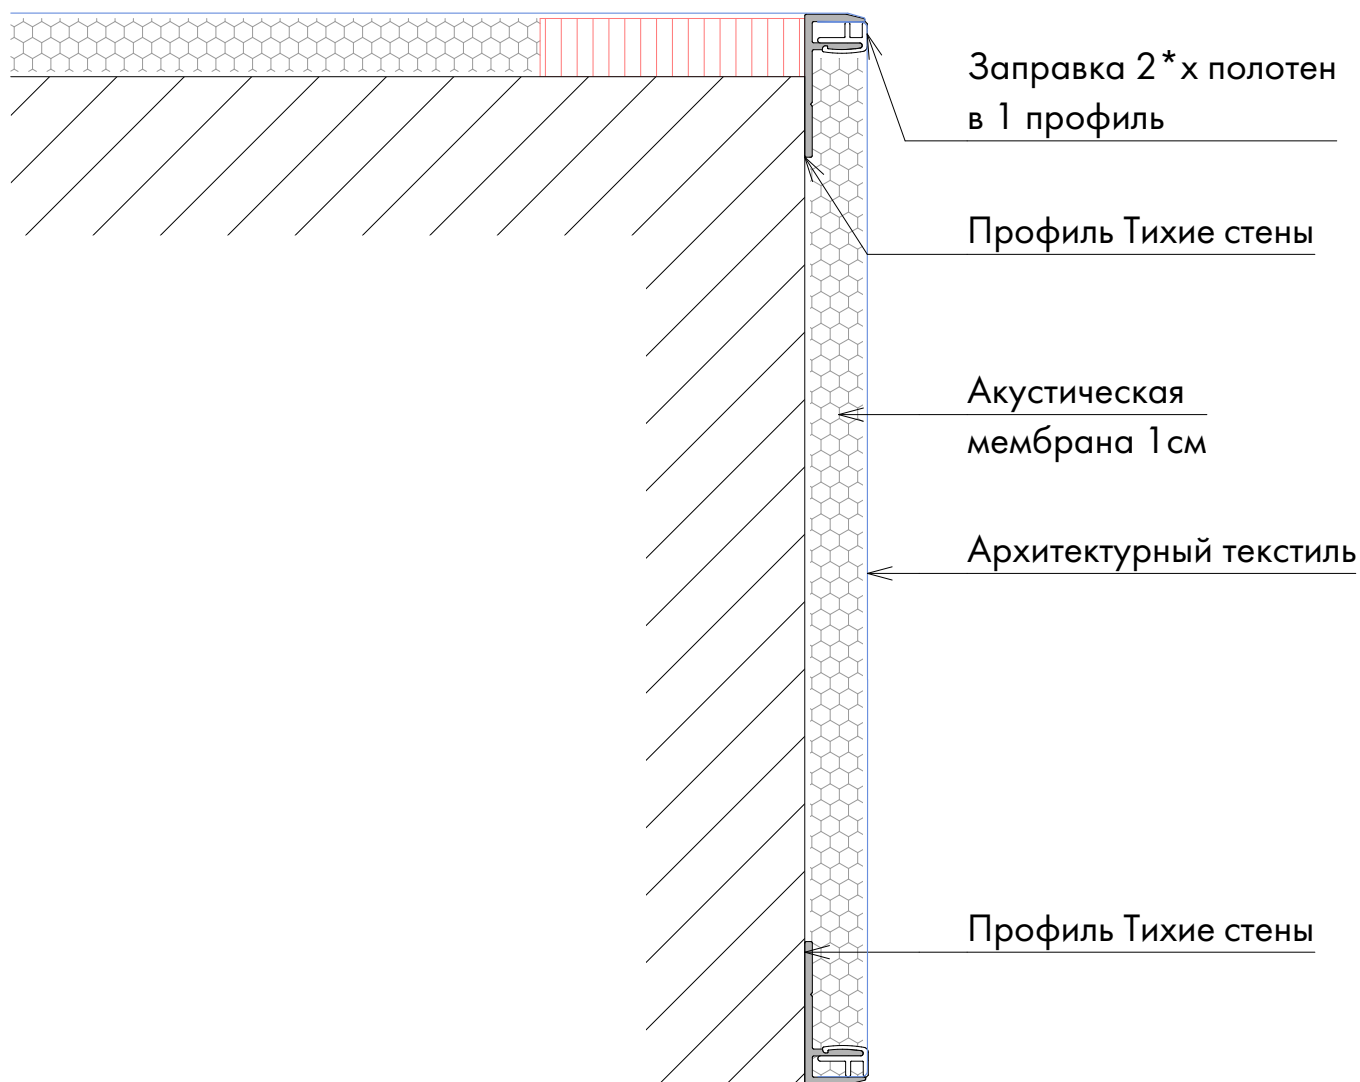 Заправка 2*х полотен
в 1 профиль
Профиль Тихие стены
Акустическая
мембрана 1см
Архитектурный текстиль
Профиль Тихие стены